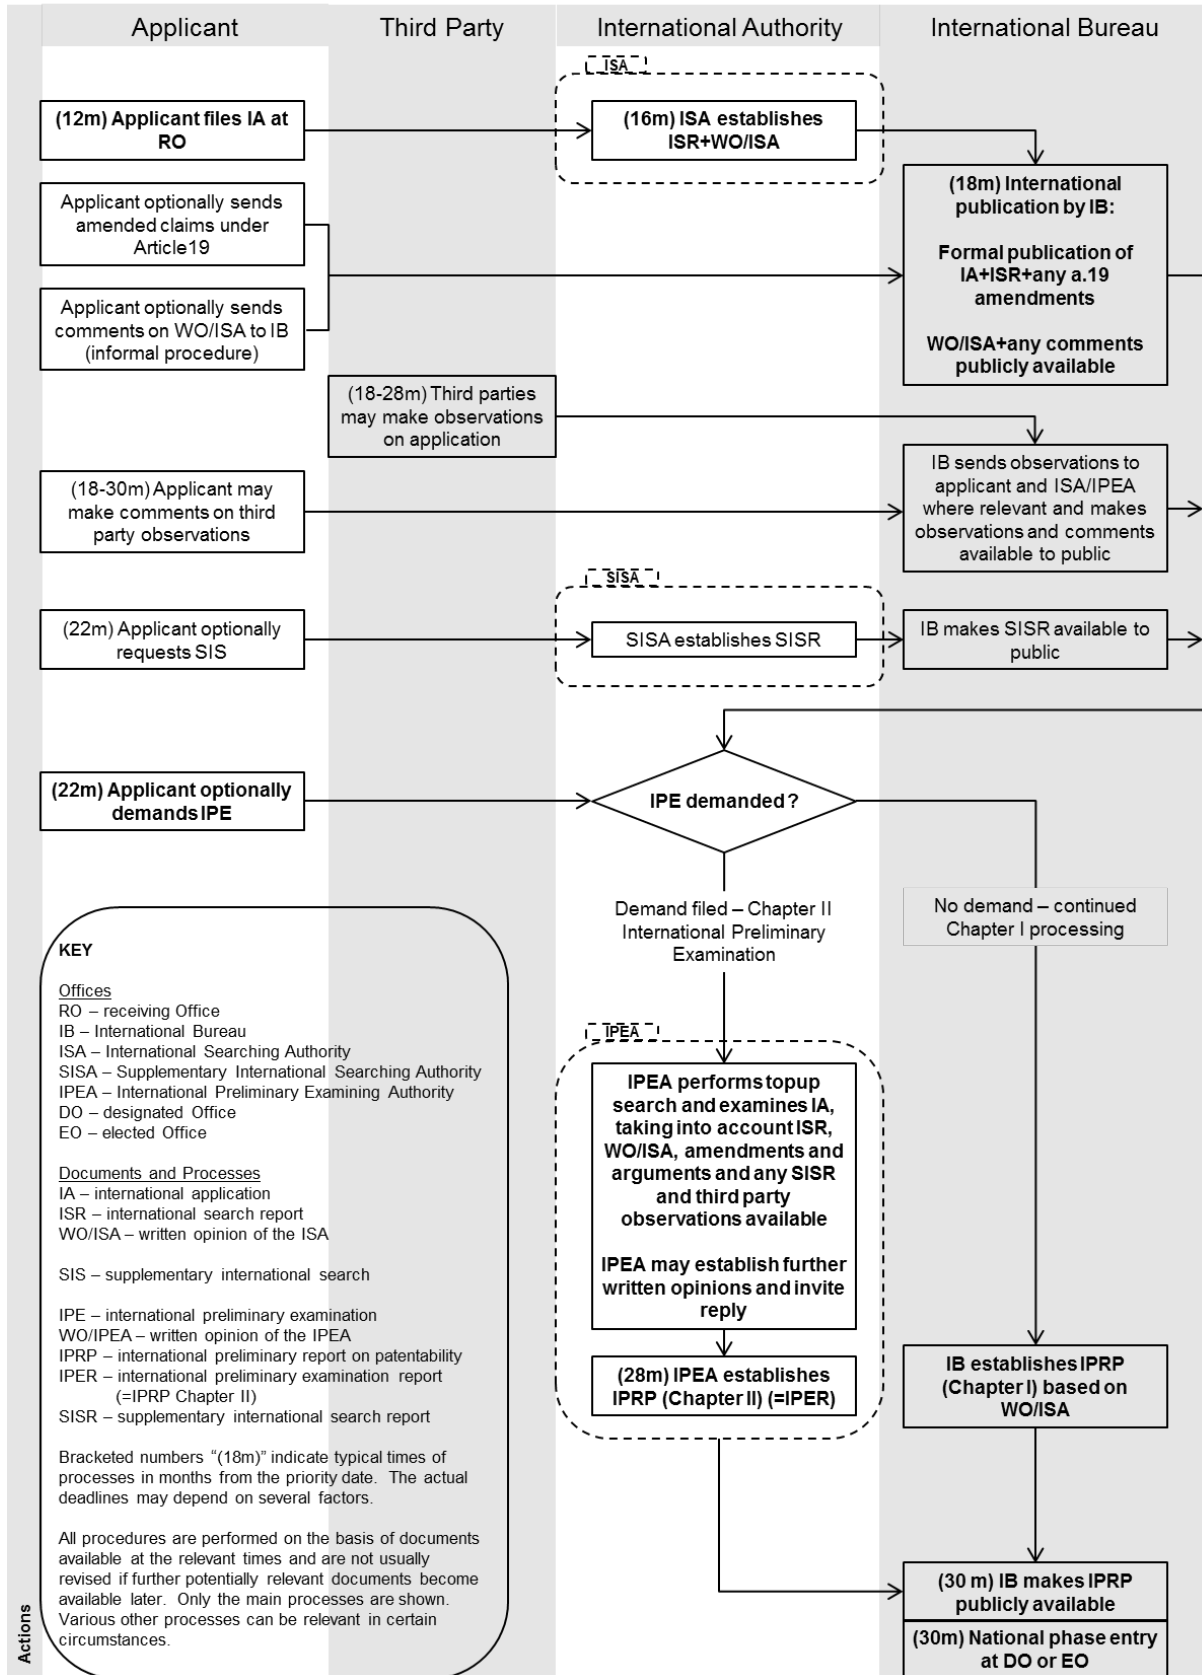 Applicant
Third Party
International Authority
International Bureau
ISA
(12m) Applicant files IA at
RO
(16m) ISA establishes
ISR+WO/ISA
Applicant optionally sends
amended claims under
Article19
Applicant optionally sends
comments on WO/ISA to IB
(informal procedure)
(18m) International
publication by IB:
Formal publication of
IA+ISR+any a.19
amendments
WO/ISA+any comments
publicly available
(18-28m) Third parties
may make observations
on application
(18-30m) Applicant may
make comments on third
party observations
IB sends observations to
applicant and ISA/IPEA
where relevant and makes
observations and comments
available to public
SISA
(22m) Applicant optionally
requests SIS
SISA establishes SISR
IB makes SISR available to
public
(22m) Applicant optionally
demands IPE
IPE demanded?
Demand filed – Chapter II
International Preliminary
Examination
No demand – continued
Chapter I processing
IPEA
IPEA performs topup
search and examines IA,
taking into account ISR,
WO/ISA, amendments and
arguments and any SISR
and third party
observations available
IPEA may establish further
written opinions and invite
reply
(28m) IPEA establishes
IPRP (Chapter II) (=IPER)
IB establishes IPRP
(Chapter I) based on
WO/ISA
(30 m) IB makes IPRP
publicly available
(30m) National phase entry
at DO or EO
KEY
Offices
RO – receiving Office
IB – International Bureau
ISA – International Searching Authority
SISA – Supplementary International Searching Authority
IPEA – International Preliminary Examining Authority
DO – designated Office
EO – elected Office
Documents and Processes
IA – international application
ISR – international search report
WO/ISA – written opinion of the ISA
SIS – supplementary international search
IPE – international preliminary examination
WO/IPEA – written opinion of the IPEA
IPRP – international preliminary report on patentability
IPER – international preliminary examination report
(=IPRP Chapter II)
SISR – supplementary international search report
Bracketed numbers “(18m)” indicate typical times of
processes in months from the priority date. The actual
deadlines may depend on several factors.
All procedures are performed on the basis of documents
available at the relevant times and are not usually
revised if further potentially relevant documents become
available later. Only the main processes are shown.
Various other processes can be relevant in certain
circumstances.
Actions